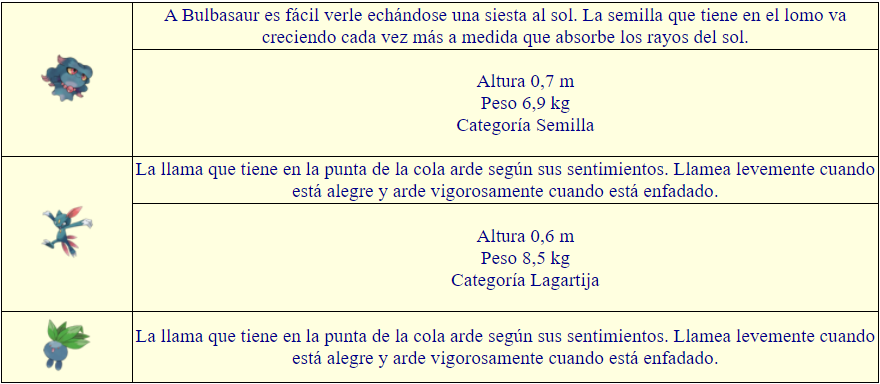 A Bulbasaur es fácil verle echándose una siesta al sol. La semilla que tiene en el lomo va
creciendo cada vez más a medida que absorbe los rayos del sol.
Altura 0,7 m
Peso 6,9 kg
Categoría Semilla
La llama que tiene en la punta de la cola arde según sus sentimientos. Llamea levemente cuando
está alegre y arde vigorosamente cuando está enfadado.
Altura 0,6 m
Peso 8,5 kg
Categoría Lagartija
La llama que tiene en la punta de la cola arde según sus sentimientos. Llamea levemente cuando
está alegre y arde vigorosamente cuando está enfadado.